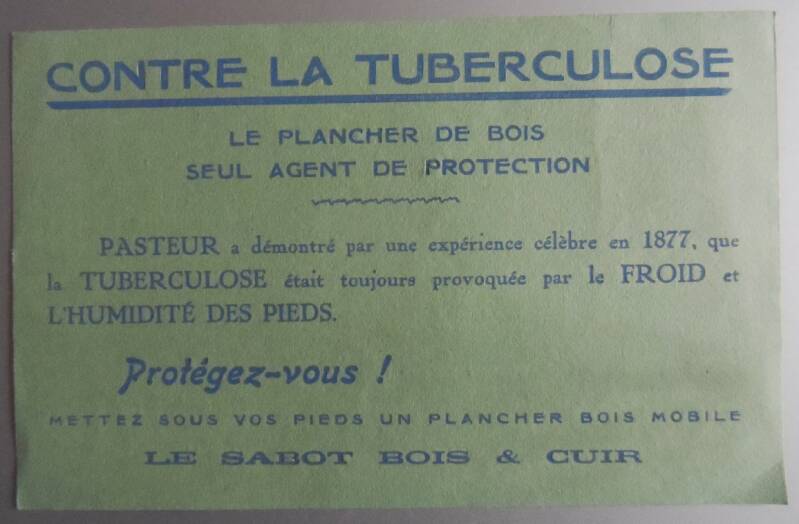 CONTRE LA TUBERCULOSE
LE PLANCHER DE BOIS
SEUL AGENT DE PROTECTION
PASTEUR a démontré par une expérience célèbre en 1877, que
la TUBERCULOSE était toujours provoquée par le FROID et
L'HUMIDITÉ DES PIEDS.
Protégez-vous !
METTEZ SOUS VOS PIEDS UN PLANCHER BOIS MOBILE
LE SABOT BOIS & CUIR